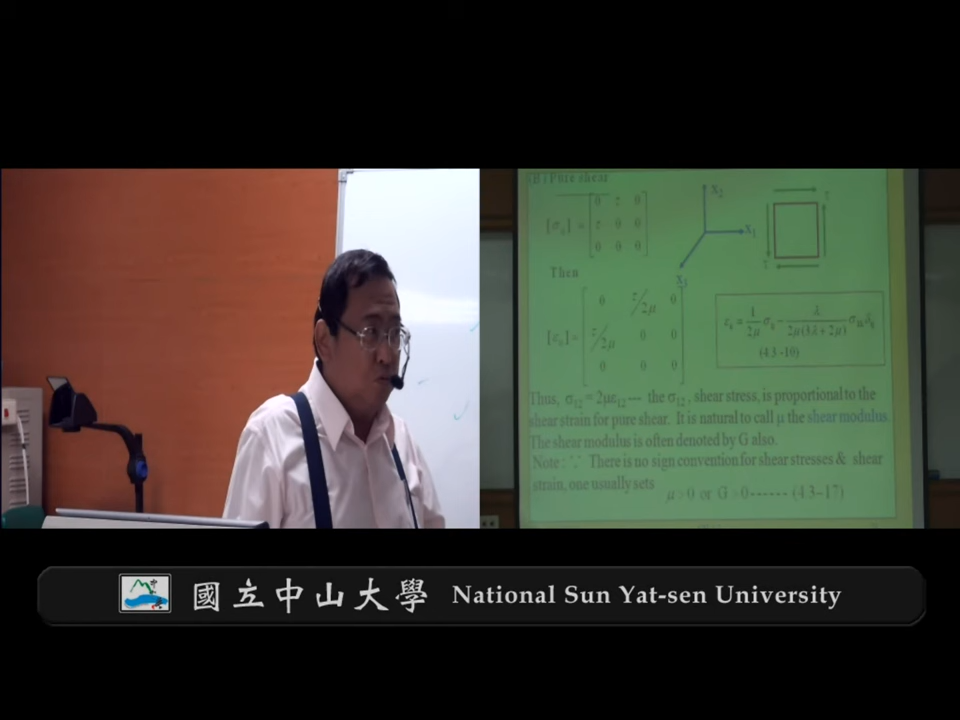 (B) Pure shear
[σij] = [0 τ 0
τ 0 0
0 0 0]
x2
x1
x3
τ
τ
Then
[εij] = [0 τ/2μ 0
τ/2μ 0 0
0 0 0]
εij = 1/2μ σij − λ/2μ(3λ+2μ) σkk δij
(4.3.-10)
Thus, σ12 = 2με12 --- the σ12, shear stress, is proportional to the
shear strain for pure shear. It is natural to call μ the shear modulus.
The shear modulus is often denoted by G also.
Note : ∵ There is no sign convention for shear stresses & shear
strain, one usually sets
μ > 0 or G > 0------ (4.3-17)
國立中山大學 National Sun Yat-sen University